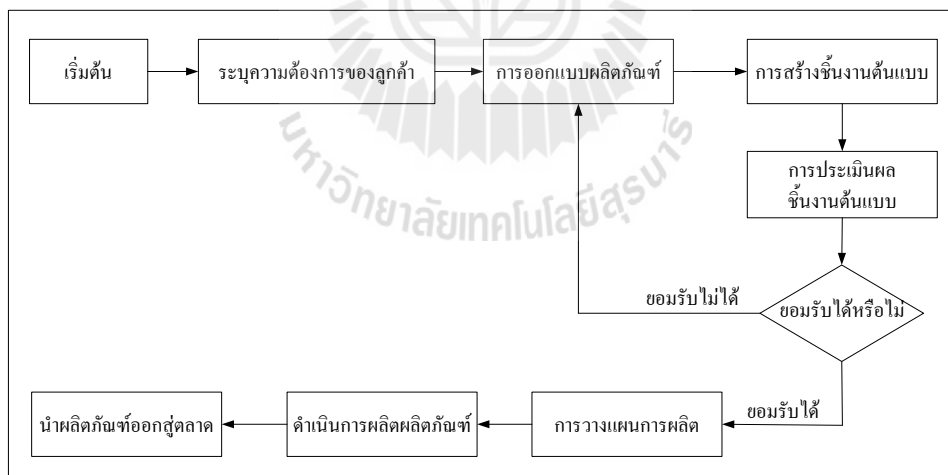 เริ่มต้น
ระบุความต้องการของลูกค้า
การออกแบบผลิตภัณฑ์
การสร้างชิ้นงานต้นแบบ
การประเมินผล
ชิ้นงานต้นแบบ
ยอมรับได้หรือไม่
ยอมรับไม่ได้
ยอมรับได้
การวางแผนการผลิต
ดำเนินการผลิตผลิตภัณฑ์
นำผลิตภัณฑ์ออกสู่ตลาด
มหาวิทยาลัยเทคโนโลยีสุรนารี